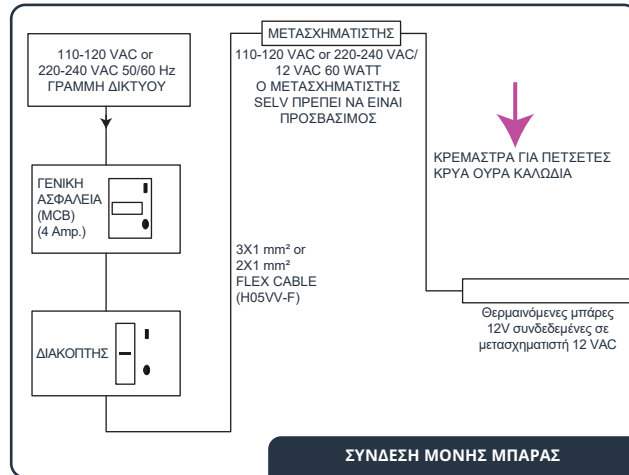 110-120 VAC or
220-240 VAC 50/60 Hz
ΓΡΑΜΜΗ ΔΙΚΤΥΟΥ
ΓΕΝΙΚΗ
ΑΣΦΑΛΕΙΑ
(MCB)
(4 Amp.)
ΔΙΑΚΟΠΤΗΣ
ΜΕΤΑΣΧΗΜΑΤΙΣΤΗΣ
110-120 VAC or 220-240 VAC/
12 VAC 60 WATT
Ο ΜΕΤΑΣΧΗΜΑΤΙΣΤΗΣ
SELV ΠΡΕΠΕΙ ΝΑ ΕΙΝΑΙ
ΠΡΟΣΒΑΣΙΜΟΣ
3X1 mm² or
2X1 mm²
FLEX CABLE
(H05VV-F)
ΚΡΕΜΑΣΤΡΑ ΓΙΑ ΠΕΤΣΕΤΕΣ
ΚΡΥΑ ΟΥΡΑ ΚΑΛΩΔΙΑ
Θερμαινόμενες μπάρες
12V συνδεδεμένες σε
μετασχηματιστή 12 VAC
ΣΥΝΔΕΣΗ ΜΟΝΗΣ ΜΠΑΡΑΣ